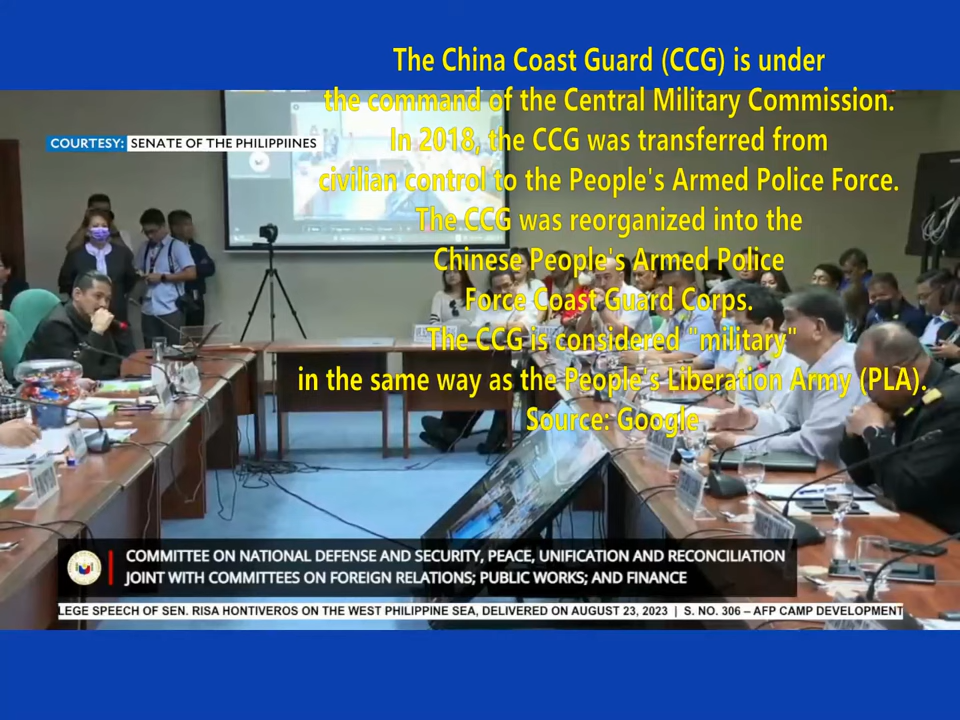 The China Coast Guard (CCG) is under
the command of the Central Military Commission.
In 2018, the CCG was transferred from
civilian control to the People's Armed Police Force.
The CCG was reorganized into the
Chinese People's Armed Police
Force Coast Guard Corps.
The CCG is considered "military"
in the same way as the People's Liberation Army (PLA).
Source: Google
COURTESY: SENATE OF THE PHILIPPIINES
COMMITTEE ON NATIONAL DEFENSE AND SECURITY, PEACE, UNIFICATION AND RECONCILIATION
JOINT WITH COMMITTEES ON FOREIGN RELATIONS; PUBLIC WORKS; AND FINANCE
LEGE SPEECH OF SEN. RISA HONTIVEROS ON THE WEST PHILIPPINE SEA, DELIVERED ON AUGUST 23, 2023 | S. NO. 306 – AFP CAMP DEVELOPMENT